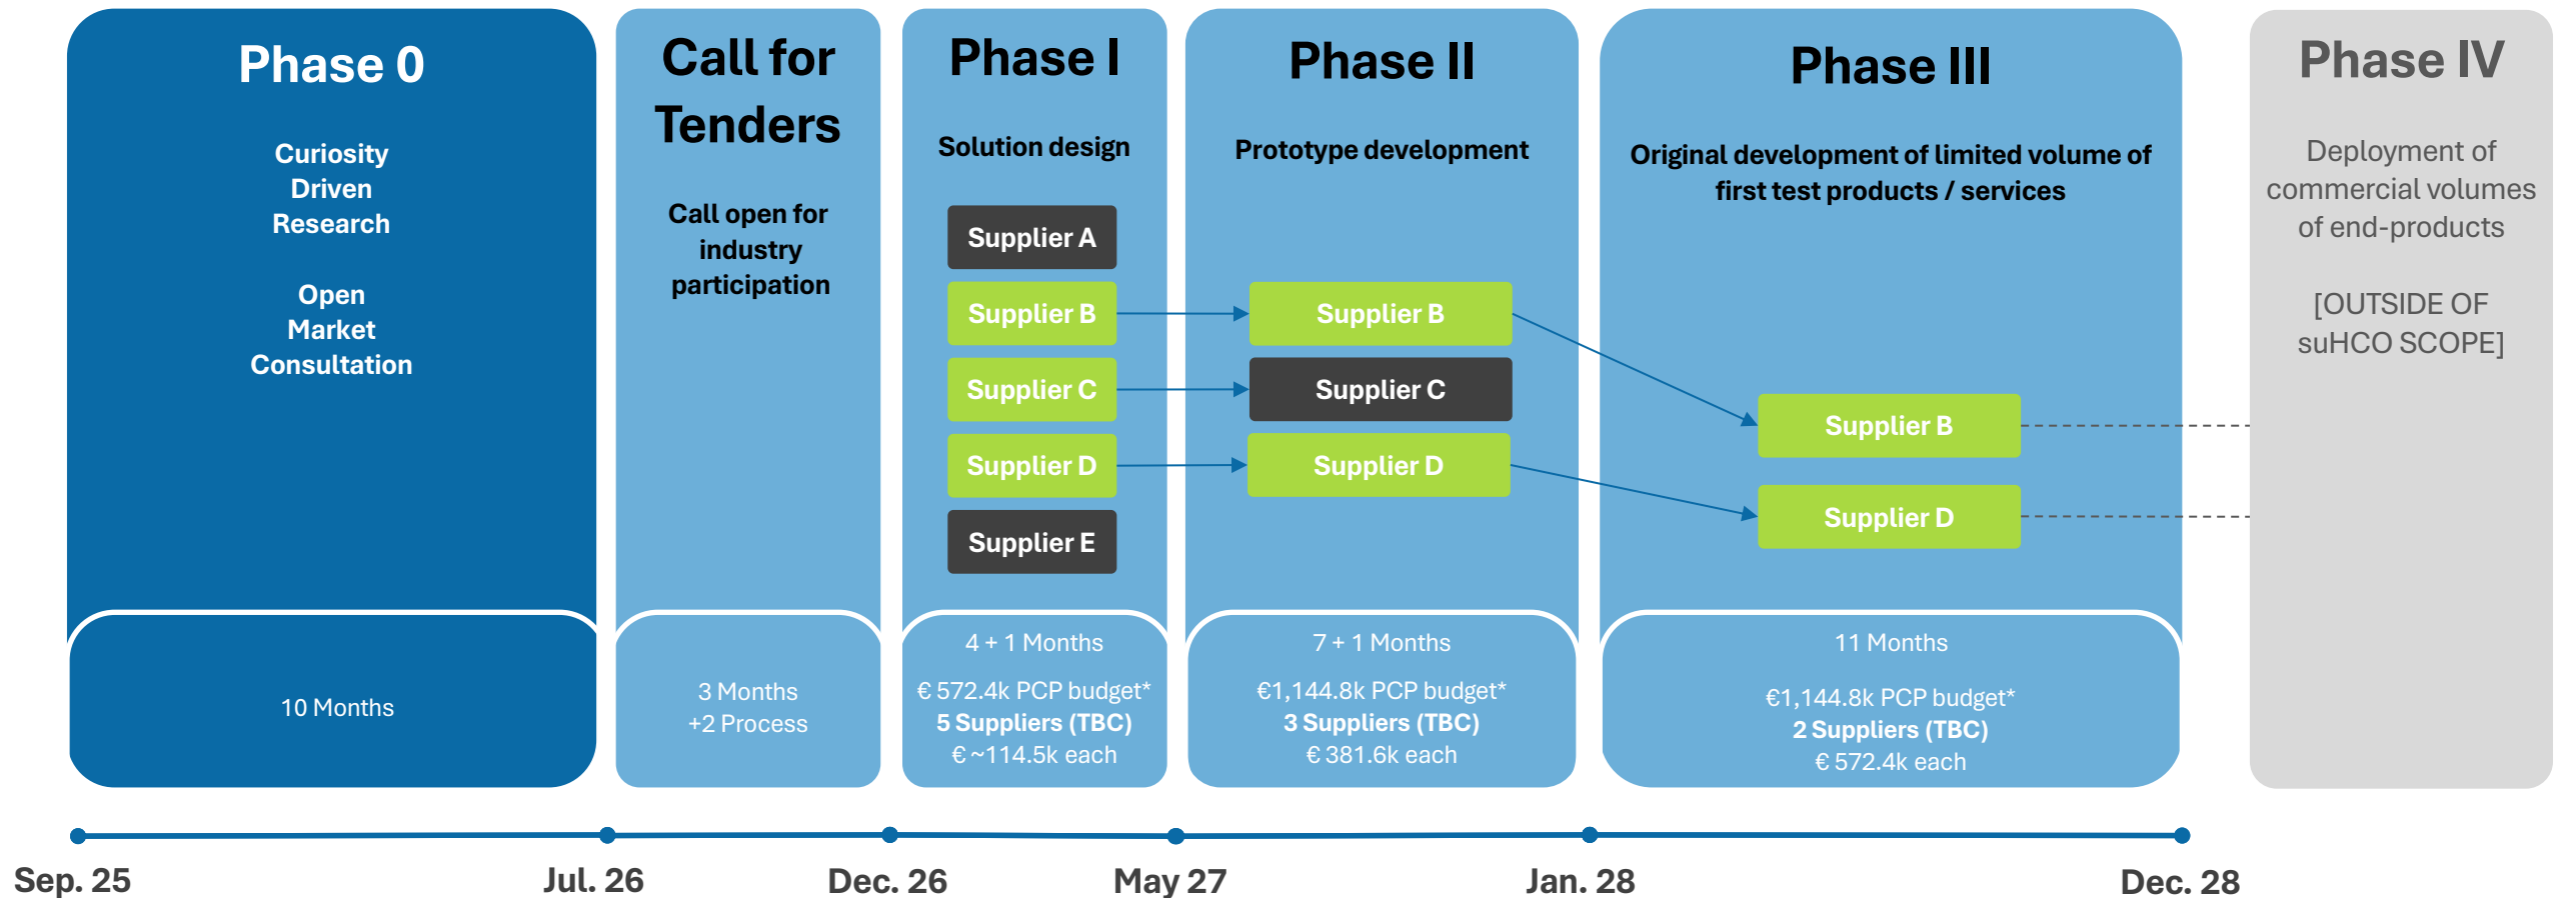 Phase 0
Curiosity
Driven
Research
Open
Market
Consultation
10 Months
Call for
Tenders
Call open for
industry
participation
3 Months
+2 Process
Phase I
Solution design
Supplier A
Supplier B
Supplier C
Supplier D
Supplier E
4 + 1 Months
€ 572.4k PCP budget*
5 Suppliers (TBC)
€ ~114.5k each
Phase II
Prototype development
Supplier B
Supplier C
Supplier D
7 + 1 Months
€1,144.8k PCP budget*
3 Suppliers (TBC)
€ 381.6k each
Phase III
Original development of limited volume of
first test products / services
Supplier B
Supplier D
11 Months
€1,144.8k PCP budget*
2 Suppliers (TBC)
€ 572.4k each
Phase IV
Deployment of
commercial volumes
of end-products
[OUTSIDE OF
suHCO SCOPE]
Sep. 25
Jul. 26
Dec. 26
May 27
Jan. 28
Dec. 28